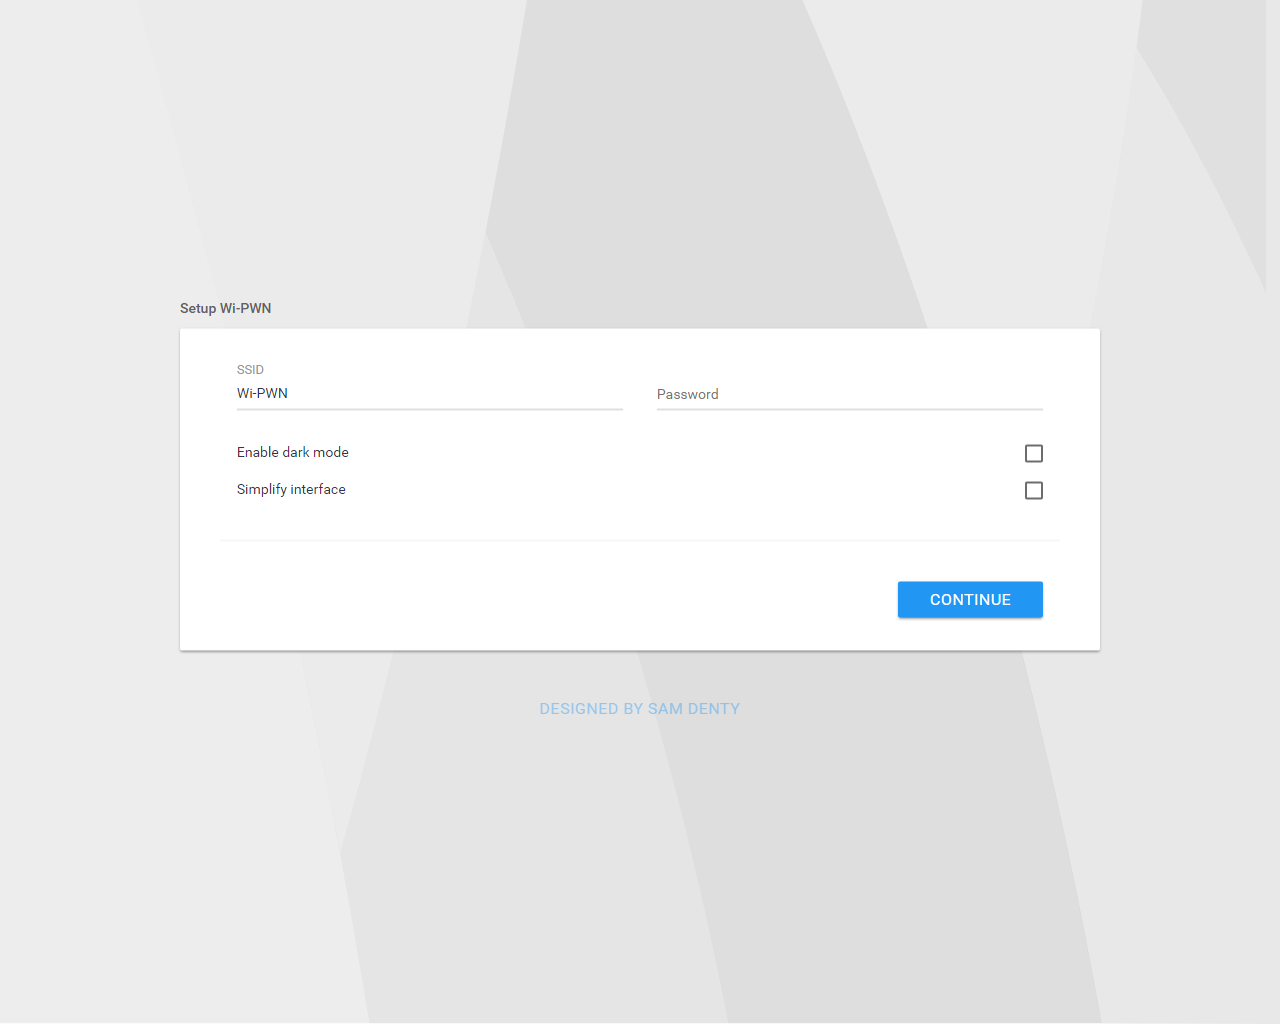 Setup Wi-PWN
SSID
Wi-PWN
Password
Enable dark mode
Simplify interface
CONTINUE
DESIGNED BY SAM DENTY